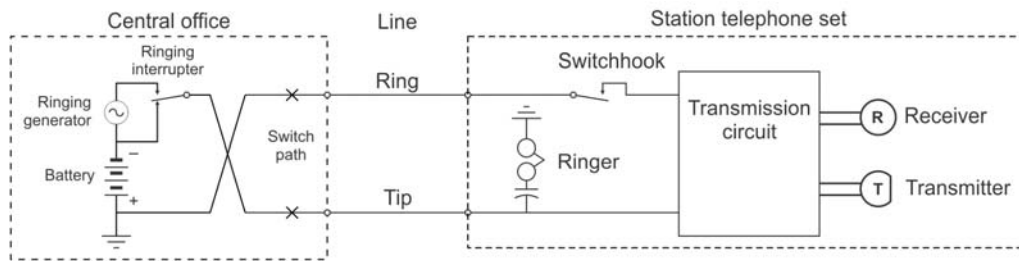 Central office
Line
Station telephone set
Ringing
interrupter
Ringing
generator
Battery
−
+
Switch
path
Ring
Tip
Switchhook
Ringer
Transmission
circuit
R
Receiver
T
Transmitter